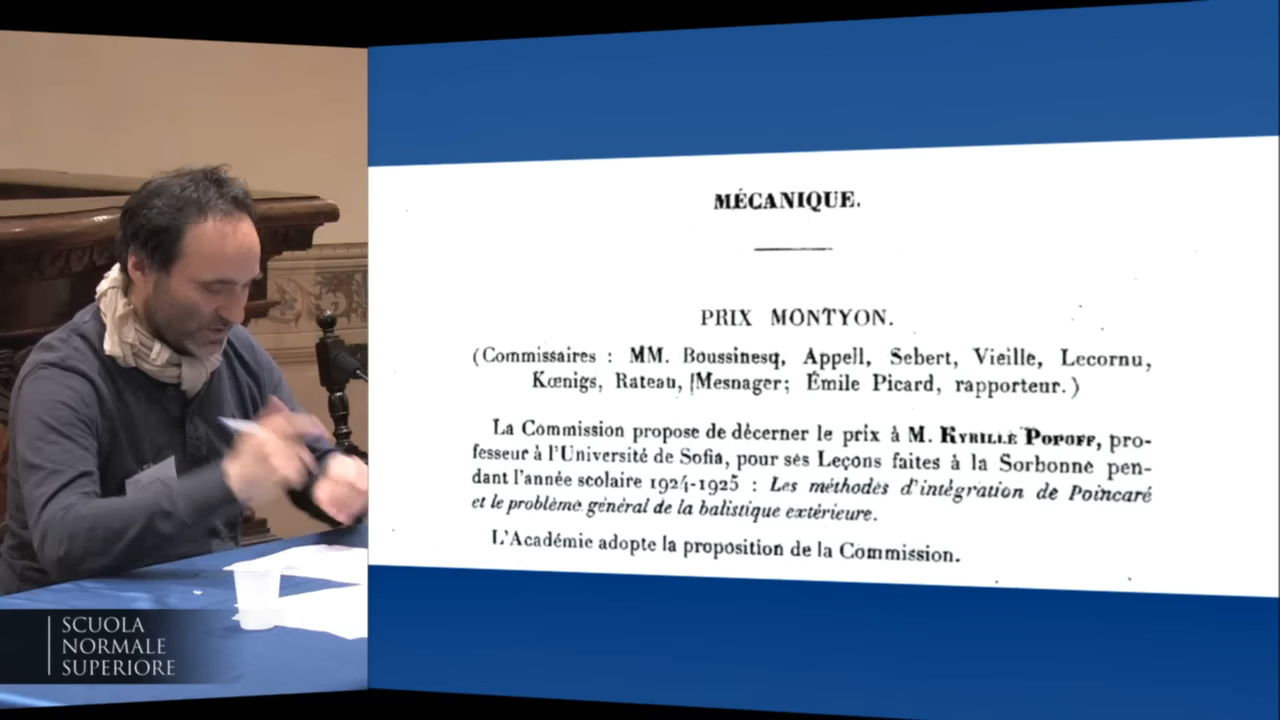 MÉCANIQUE.
PRIX MONTYON.
(Commissaires : MM. Boussinesq, Appell, Sebert, Vieille, Lecornu,
Kœnigs, Rateau, Mesnager; Émile Picard, rapporteur.)
La Commission propose de décerner le prix à M. KYRILLE POPOFF, pro-
fesseur à l'Université de Sofia, pour ses Leçons faites à la Sorbonne pen-
dant l'année scolaire 1924-1925 : Les méthodes d'intégration de Poincaré
et le problème général de la balistique extérieure.
L'Académie adopte la proposition de la Commission.
SCUOLA
NORMALE
SUPERIORE